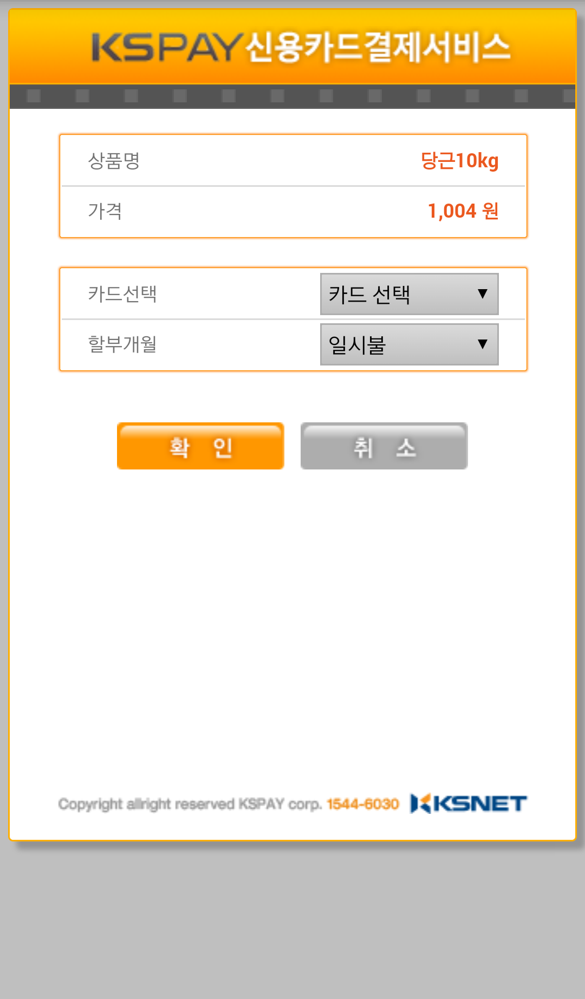 KSPAY신용카드결제서비스
상품명 당근10kg
가격 1,004 원
카드선택 카드 선택 ▼
할부개월 일시불 ▼
확 인 취 소
Copyright allright reserved KSPAY corp. 1544-6030 KSNET